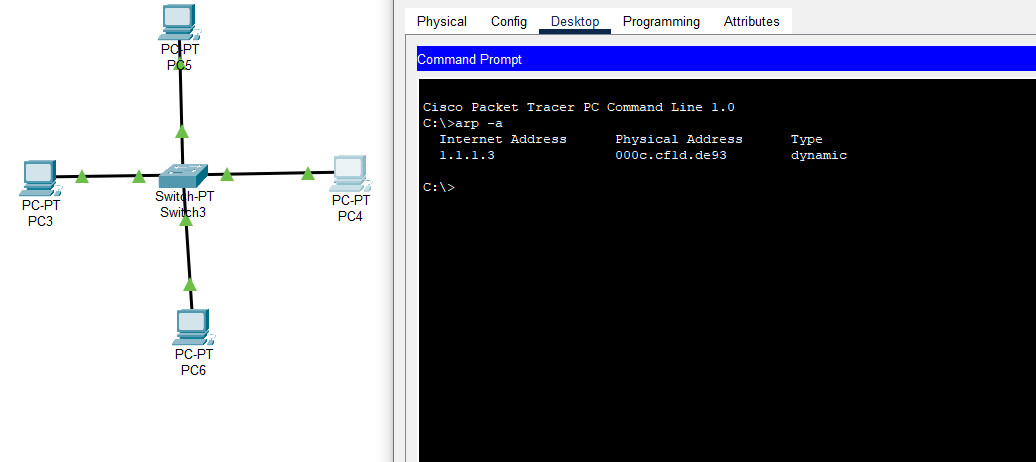 PC-PT
PC5
PC-PT
PC3
Switch-PT
Switch3
PC-PT
PC4
PC-PT
PC6
Physical Config Desktop Programming Attributes
Command Prompt
Cisco Packet Tracer PC Command Line 1.0
C:\>arp -a
Internet Address Physical Address Type
1.1.1.3 000c.cf1d.de93 dynamic
C:\>